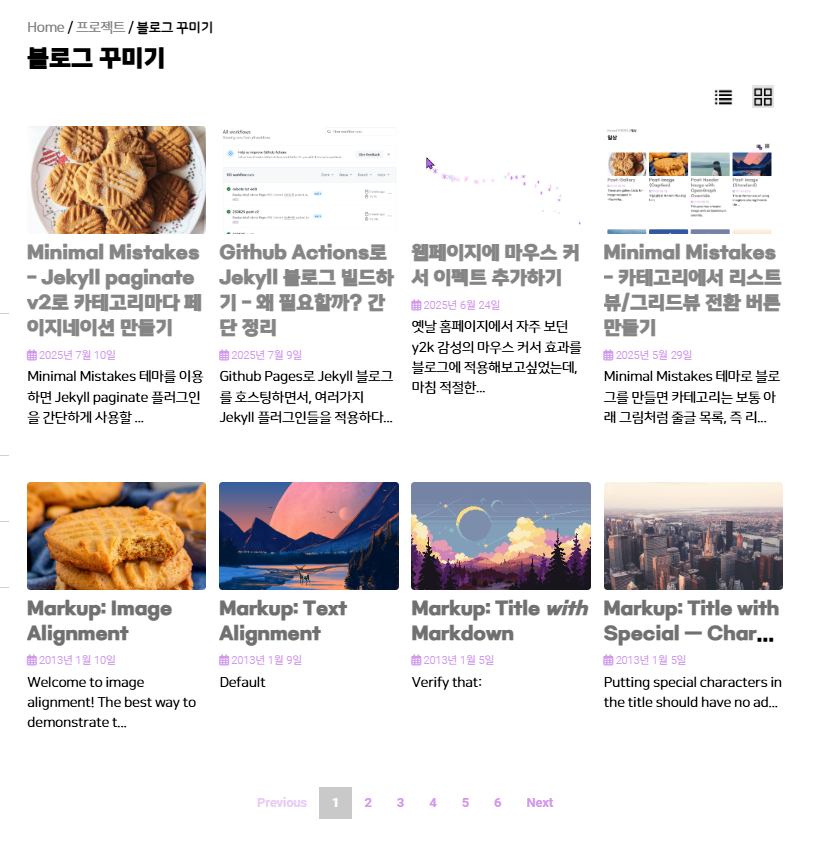 Home / 프로젝트 / 블로그 꾸미기
블로그 꾸미기
All workflows
Minimal Mistakes
- Jekyll paginate
v2로 카테고리마다 페
이지네이션 만들기
2025년 7월 10일
Minimal Mistakes 테마를 이용
하면 Jekyll paginate 플러그인
을 간단하게 사용할 ...
Github Actions로
Jekyll 블로그 빌드하
기 - 왜 필요할까? 간
단 정리
2025년 7월 9일
Github Pages로 Jekyll 블로그
를 호스팅하면서, 여러가지
Jekyll 플러그인들을 적용하다...
웹페이지에 마우스 커
서 이펙트 추가하기
2025년 6월 24일
옛날 홈페이지에서 자주 보던
y2k 감성의 마우스 커서 효과를
블로그에 적용해보고싶었는데,
마침 적절한...
일상
Minimal Mistakes
- 카테고리에서 리스트
뷰/그리드뷰 전환 버튼
만들기
2025년 5월 29일
Minimal Mistakes 테마로 블로
그를 만들면 카테고리는 보통 아
래 그림처럼 줄글 목록, 즉 리...
Markup: Image
Alignment
2013년 1월 10일
Welcome to image
alignment! The best way to
demonstrate t...
Markup: Text
Alignment
2013년 1월 9일
Default
Markup: Title with
Markdown
2013년 1월 5일
Verify that:
Markup: Title with
Special — Char...
2013년 1월 5일
Putting special characters in
the title should have no ad...
Previous 1 2 3 4 5 6 Next